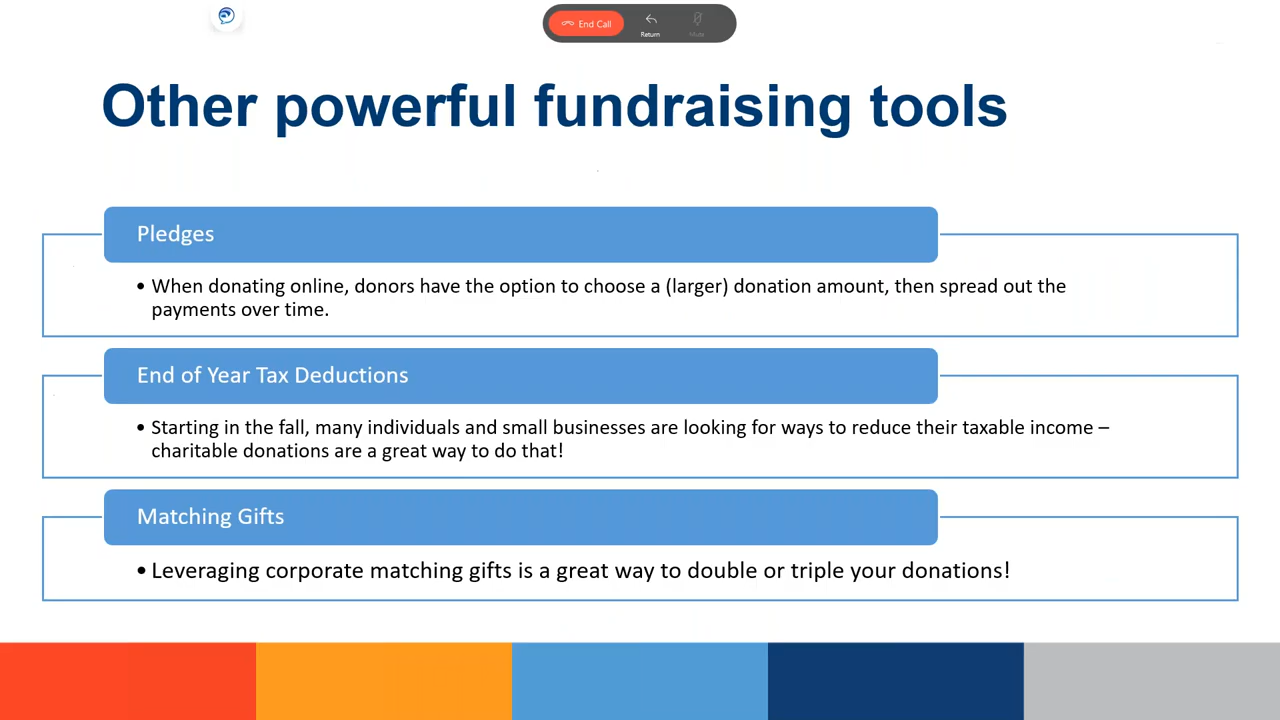 End Call
Return
Mute
Other powerful fundraising tools
Pledges
• When donating online, donors have the option to choose a (larger) donation amount, then spread out the
payments over time.
End of Year Tax Deductions
• Starting in the fall, many individuals and small businesses are looking for ways to reduce their taxable income –
charitable donations are a great way to do that!
Matching Gifts
• Leveraging corporate matching gifts is a great way to double or triple your donations!